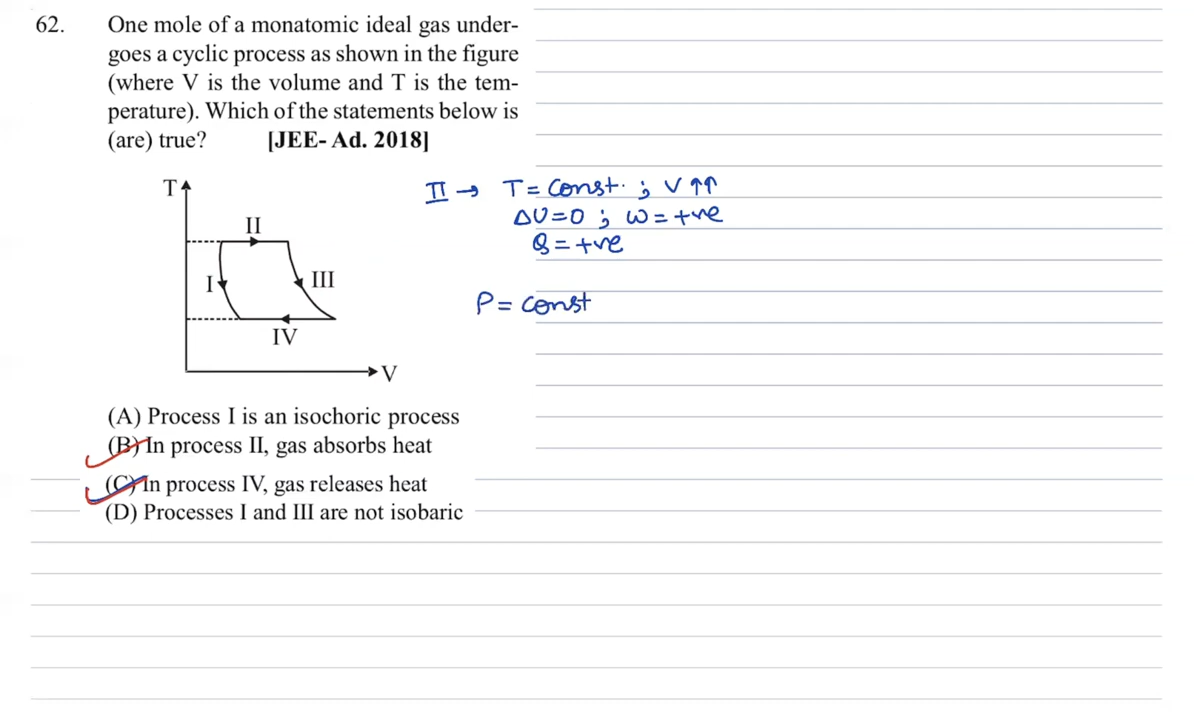 62. One mole of a monatomic ideal gas under-
goes a cyclic process as shown in the figure
(where V is the volume and T is the tem-
perature). Which of the statements below is
(are) true? [JEE- Ad. 2018]
T
II
I
III
IV
V
II → T = Const. ; V ↑↑
ΔU=0 ; W = +ve
Q = +ve
P = const
(A) Process I is an isochoric process
(B) In process II, gas absorbs heat
(C) In process IV, gas releases heat
(D) Processes I and III are not isobaric